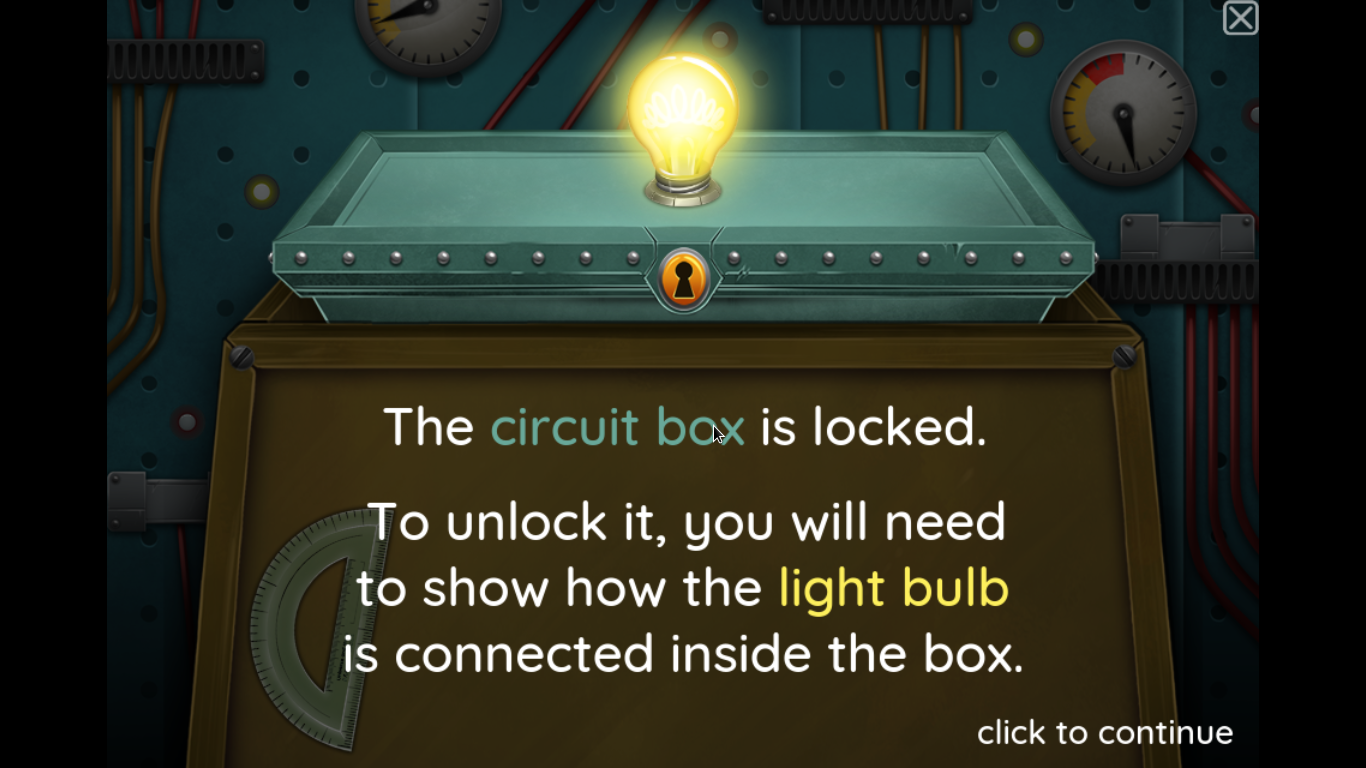 The circuit box is locked.
To unlock it, you will need
to show how the light bulb
is connected inside the box.
click to continue